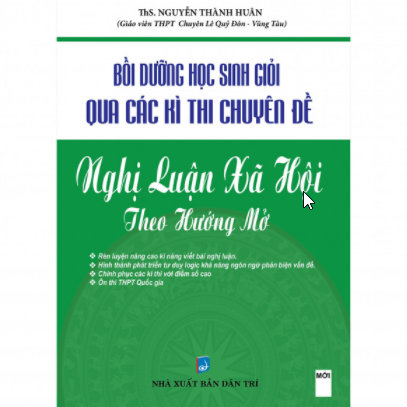 ThS. NGUYỄN THÀNH HUÂN
(Giáo viên THPT Chuyên Lê Quý Đôn - Vũng Tàu)
BỒI DƯỠNG HỌC SINH GIỎI
QUA CÁC KÌ THI CHUYÊN ĐỀ
Nghị Luận Xã Hội
Theo Hướng Mở
❖ Rèn luyện nâng cao kĩ năng viết bài nghị luận.
❖ Hình thành phát triển tư duy logic khả năng ngôn ngữ phản biện vấn đề.
❖ Chinh phục các kì thi với điểm số cao
❖ Ôn thi THPT Quốc gia
MỚI
NHÀ XUẤT BẢN DÂN TRÍ